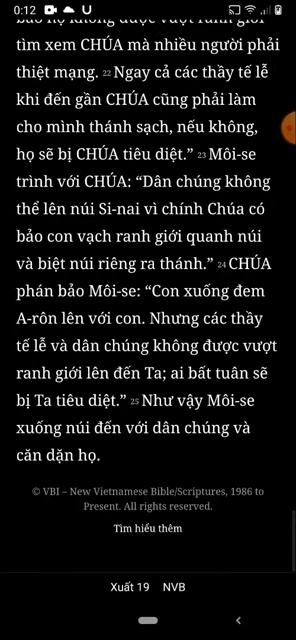 0:12
bảo họ không được vượt ranh giới
tìm xem CHÚA mà nhiều người phải
thiệt mạng. 22 Ngay cả các thầy tế lễ
khi đến gần CHÚA cũng phải làm
cho mình thánh sạch, nếu không,
họ sẽ bị CHÚA tiêu diệt.” 23 Môi-se
trình với CHÚA: “Dân chúng không
thể lên núi Si-nai vì chính Chúa có
bảo con vạch ranh giới quanh núi
và biệt núi riêng ra thánh.” 24 CHÚA
phán bảo Môi-se: “Con xuống đem
A-rôn lên với con. Nhưng các thầy
tế lễ và dân chúng không được vượt
ranh giới lên đến Ta; ai bất tuân sẽ
bị Ta tiêu diệt.” 25 Như vậy Môi-se
xuống núi đến với dân chúng và
căn dặn họ.
© VBI – New Vietnamese Bible/Scriptures, 1986 to
Present. All rights reserved.
Tìm hiểu thêm
Xuất 19 NVB